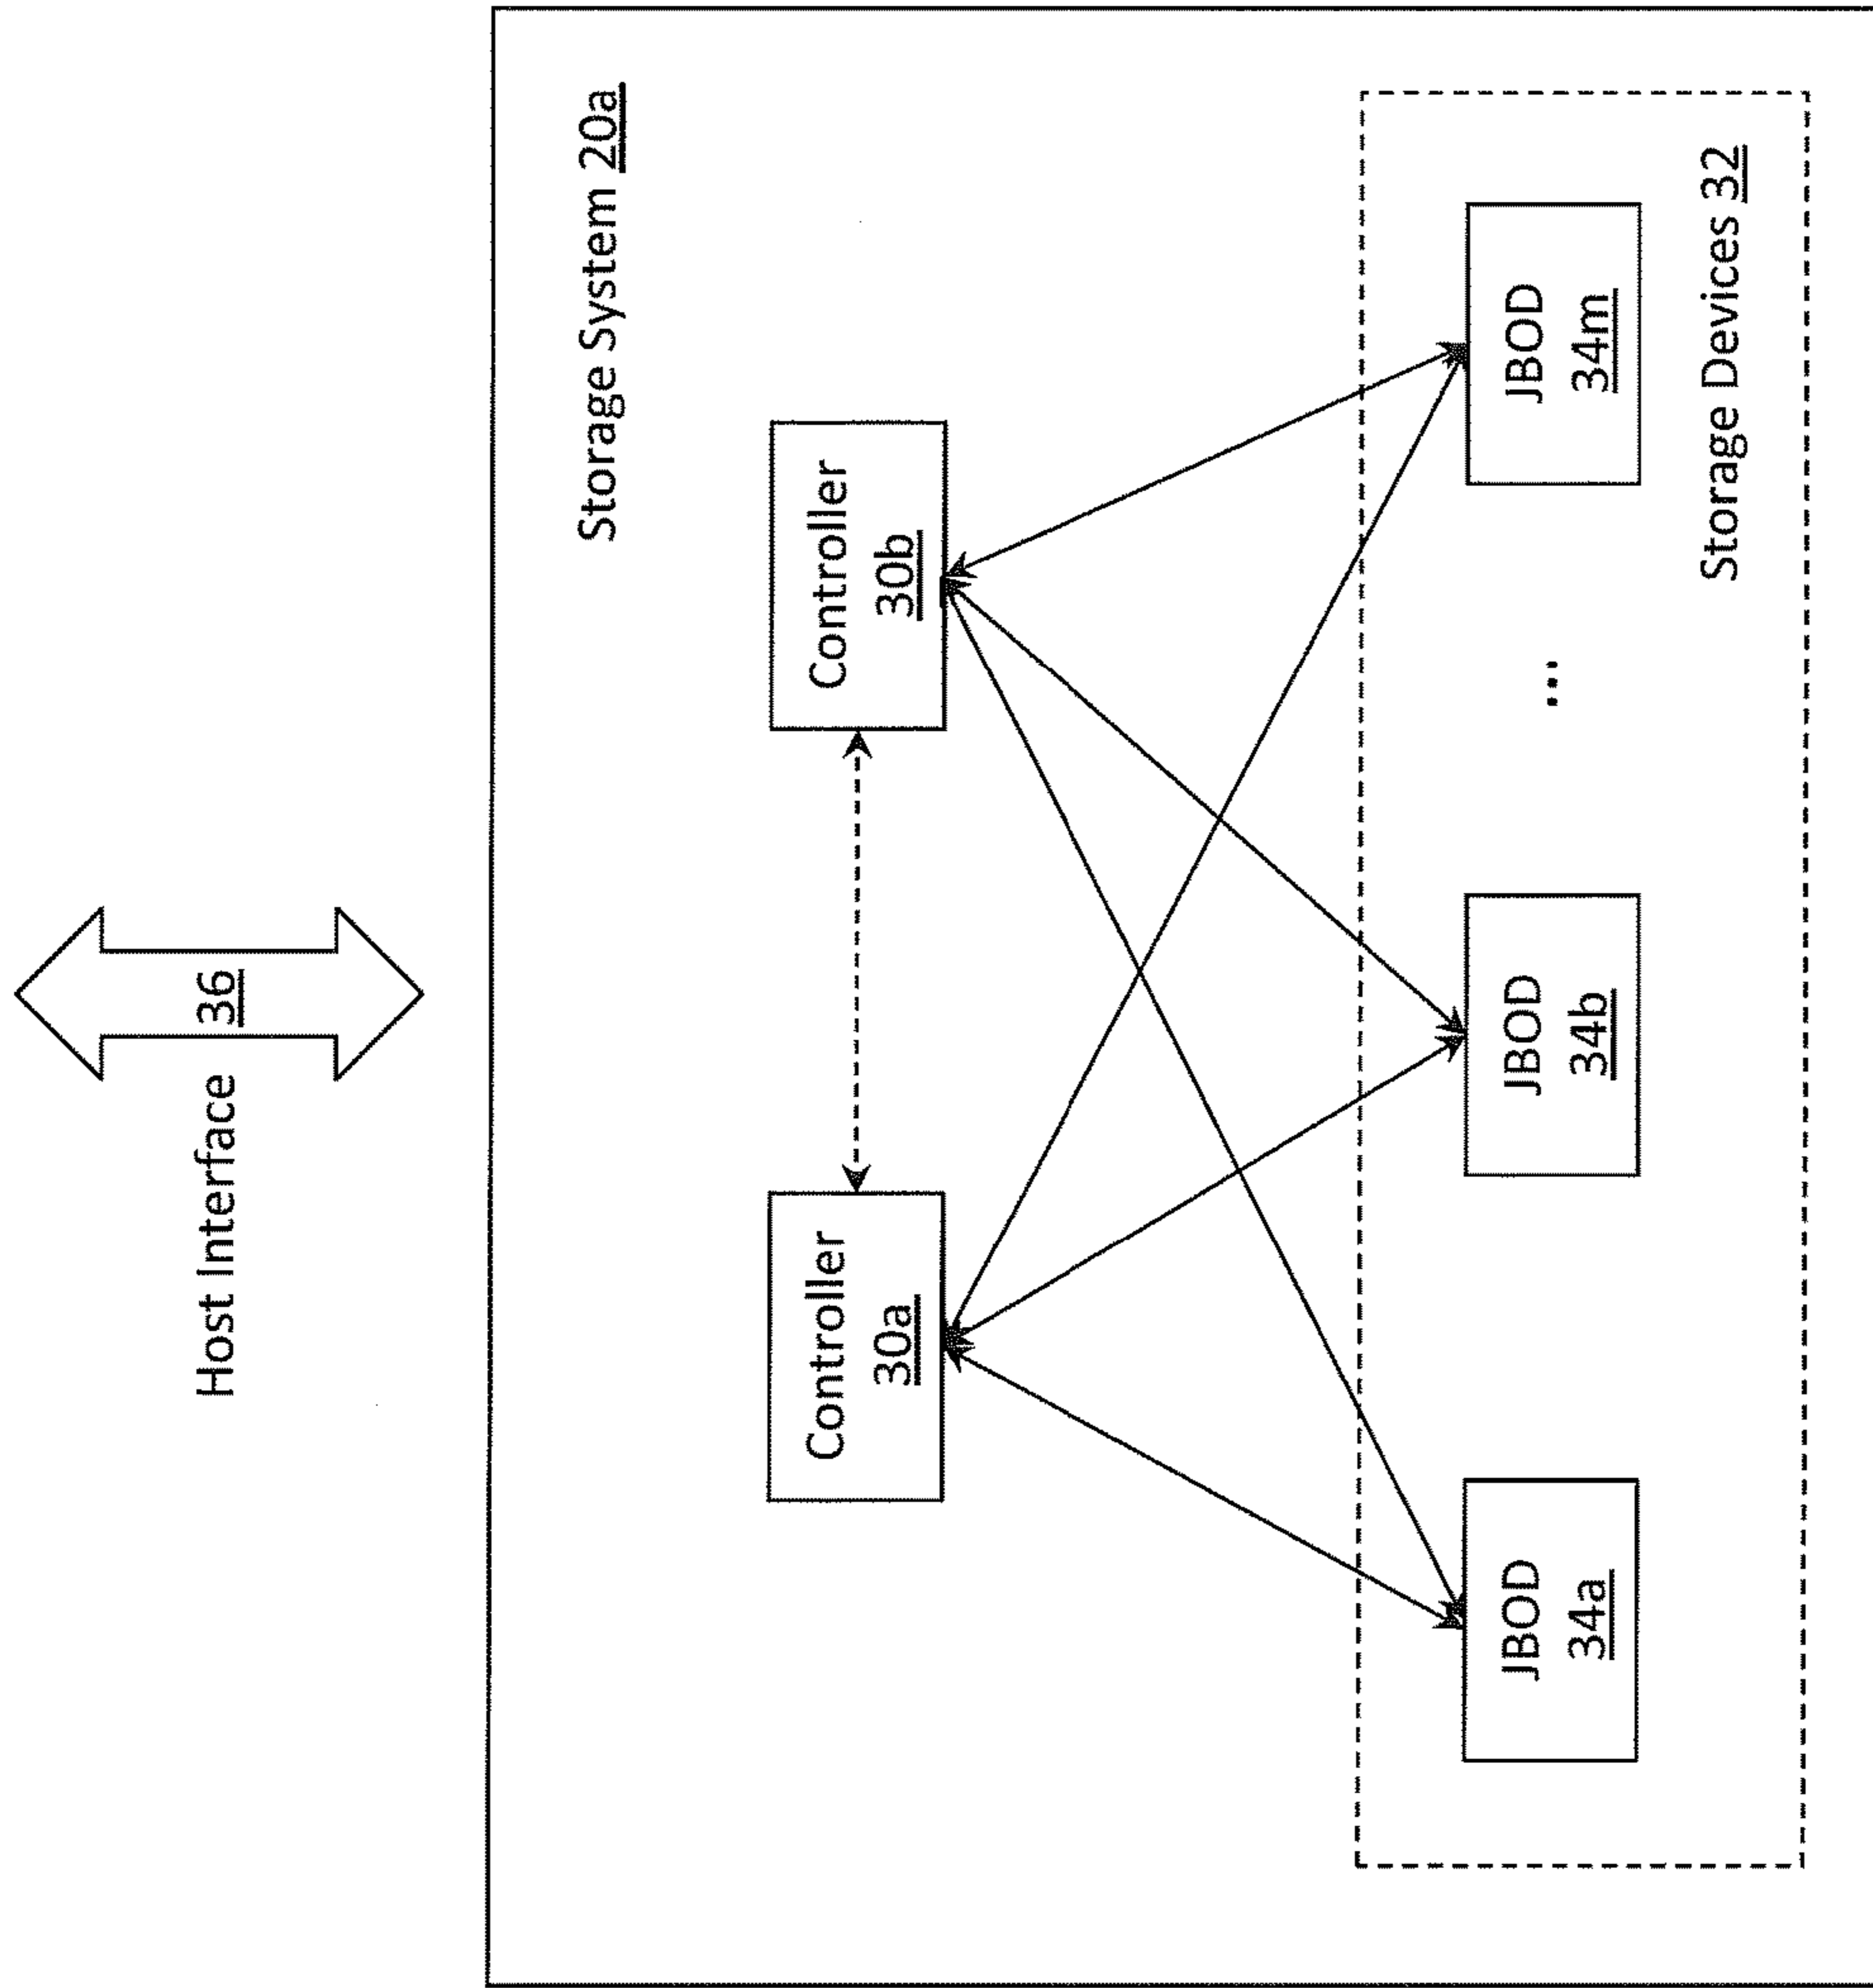 Host Interface 36
Storage System 20a
Controller
30a
Controller
30b
JBOD
34a
JBOD
34b
...
JBOD
34m
Storage Devices 32